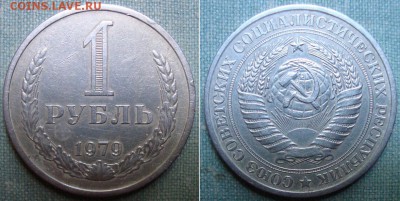 COINS.LAVE.RU
1
РУБЛЬ
1979
СОЮЗ СОВЕТСКИХ СОЦИАЛИСТИЧЕСКИХ РЕСПУБЛИК